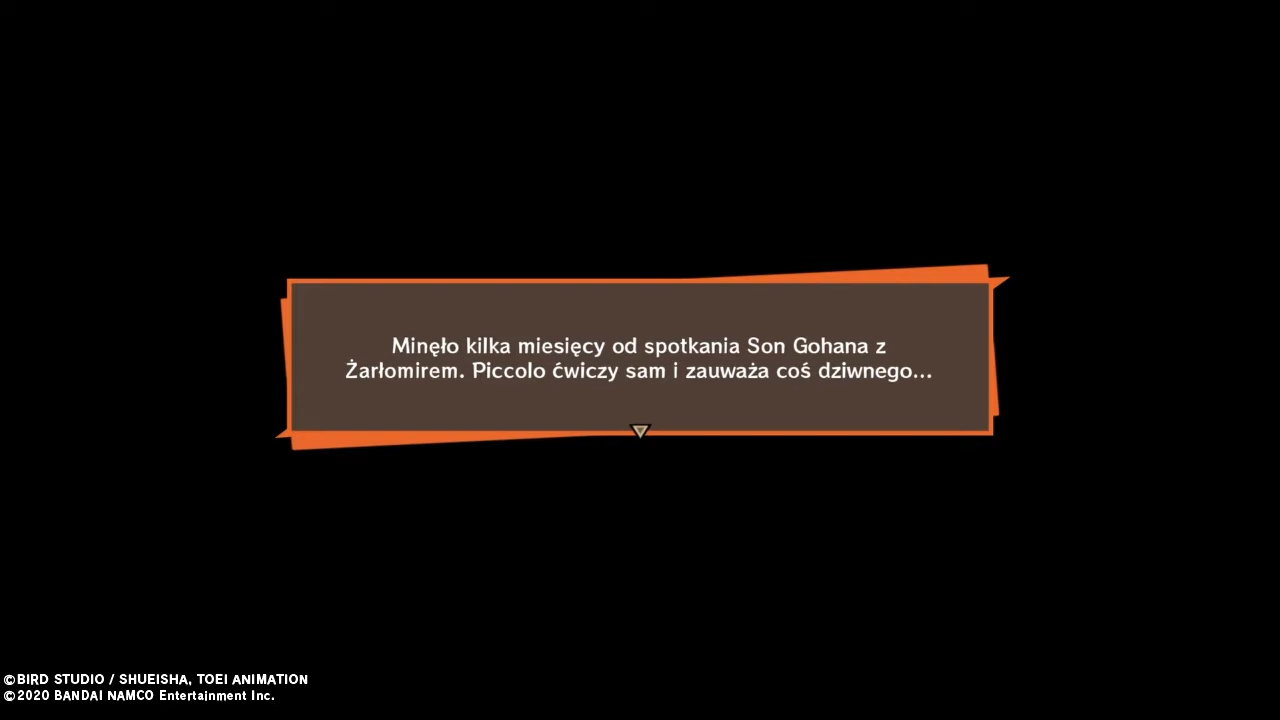 Minęło kilka miesięcy od spotkania Son Gohana z
Żarłomirem. Piccolo ćwiczy sam i zauważa coś dziwnego...
©BIRD STUDIO / SHUEISHA, TOEI ANIMATION
©2020 BANDAI NAMCO Entertainment Inc.